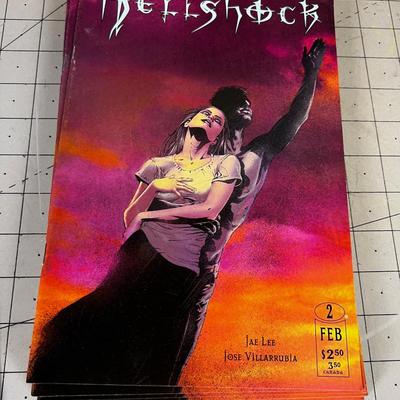 HELLSHOCK
JAE LEE
JOSE VILLARRUBIA
2
FEB
$2.50
3.50
CANADA